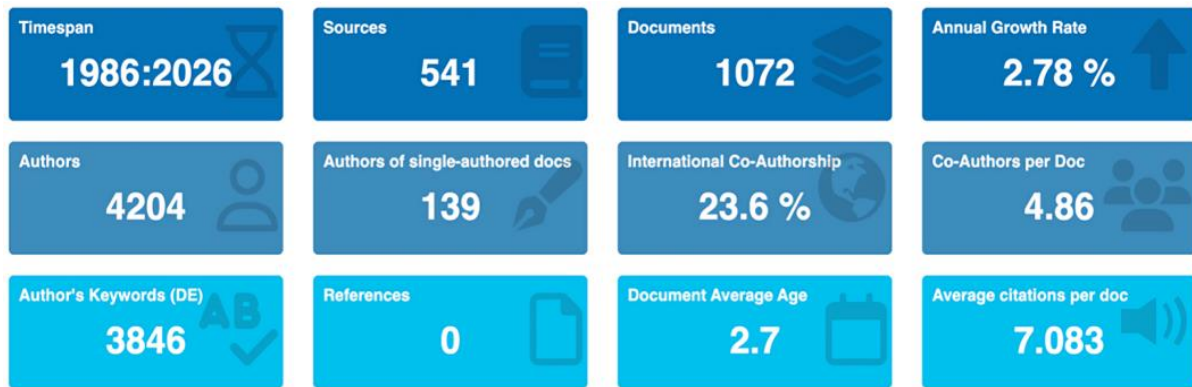 Timespan
1986:2026
Sources
541
Documents
1072
Annual Growth Rate
2.78 %
Authors
4204
Authors of single-authored docs
139
International Co-Authorship
23.6 %
Co-Authors per Doc
4.86
Author's Keywords (DE)
3846
AB
References
0
Document Average Age
2.7
Average citations per doc
7.083